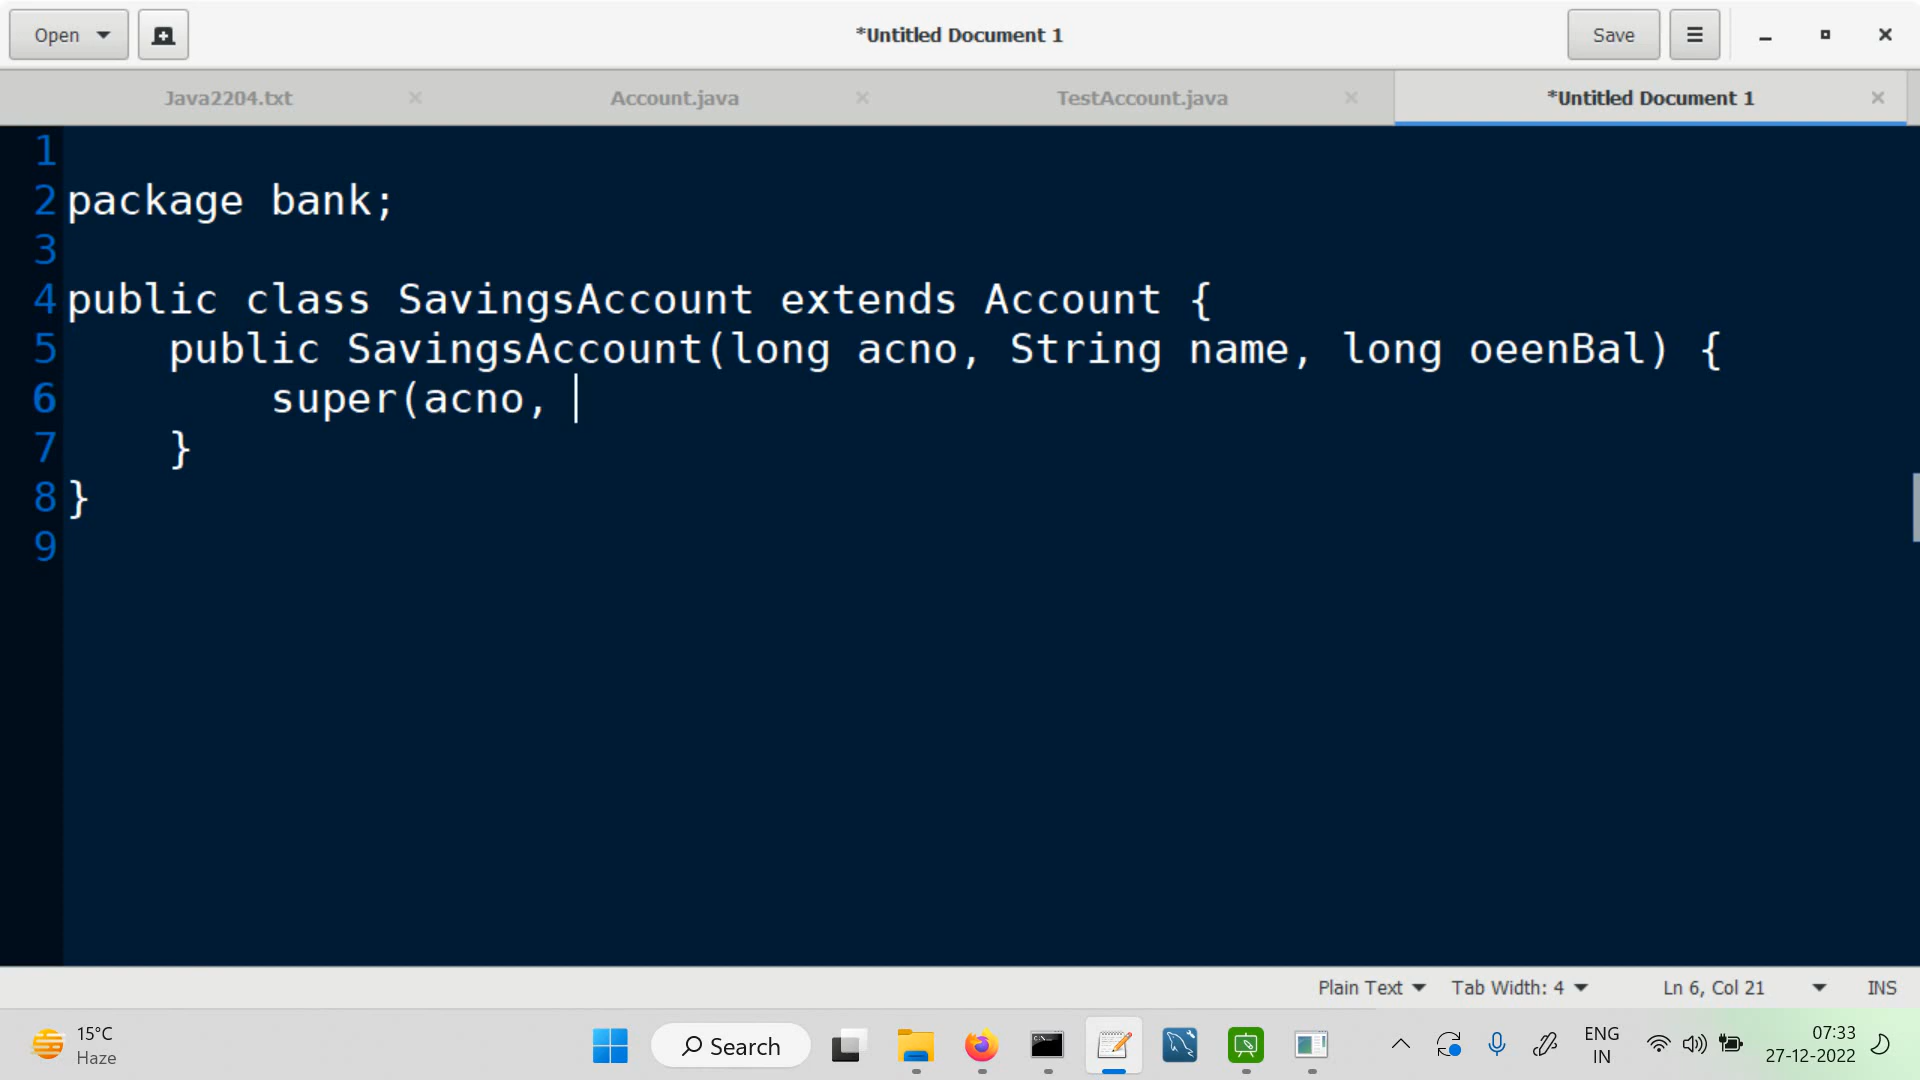 Open
*Untitled Document 1
Save
Java2204.txt
Account.java
TestAccount.java
*Untitled Document 1
1
2 package bank;
3
4 public class SavingsAccount extends Account {
5 public SavingsAccount(long acno, String name, long oeenBal) {
6 super(acno,
7 }
8 }
9
Plain Text
Tab Width: 4
Ln 6, Col 21
INS
15°C
Haze
Search
ENG
IN
07:33
27-12-2022